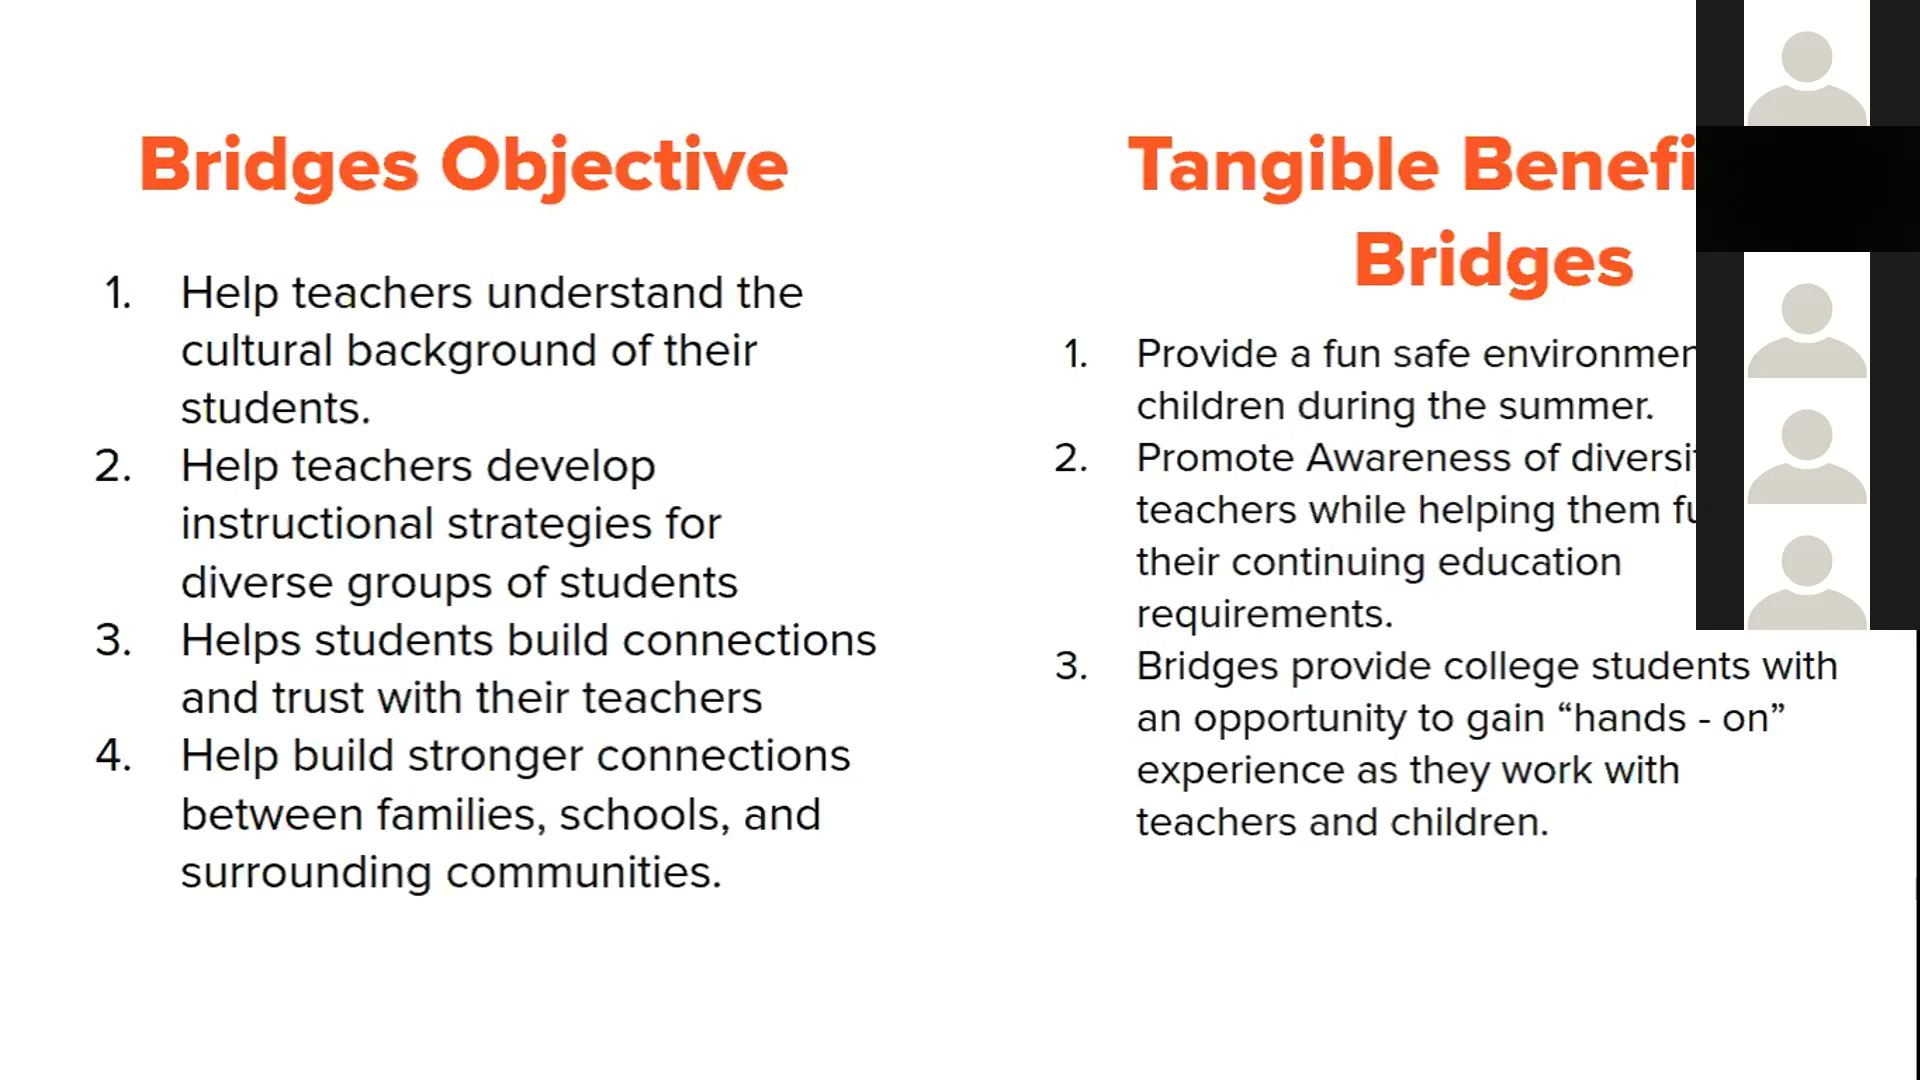 Bridges Objective
1. Help teachers understand the
cultural background of their
students.
2. Help teachers develop
instructional strategies for
diverse groups of students
3. Helps students build connections
and trust with their teachers
4. Help build stronger connections
between families, schools, and
surrounding communities.
Tangible
Bridges
1. Provide a fun safe
children during the summer.
2. Promote Awareness of
teachers while helping them
their continuing education
requirements.
3. Bridges provide college students with
an opportunity to gain “hands - on”
experience as they work with
teachers and children.